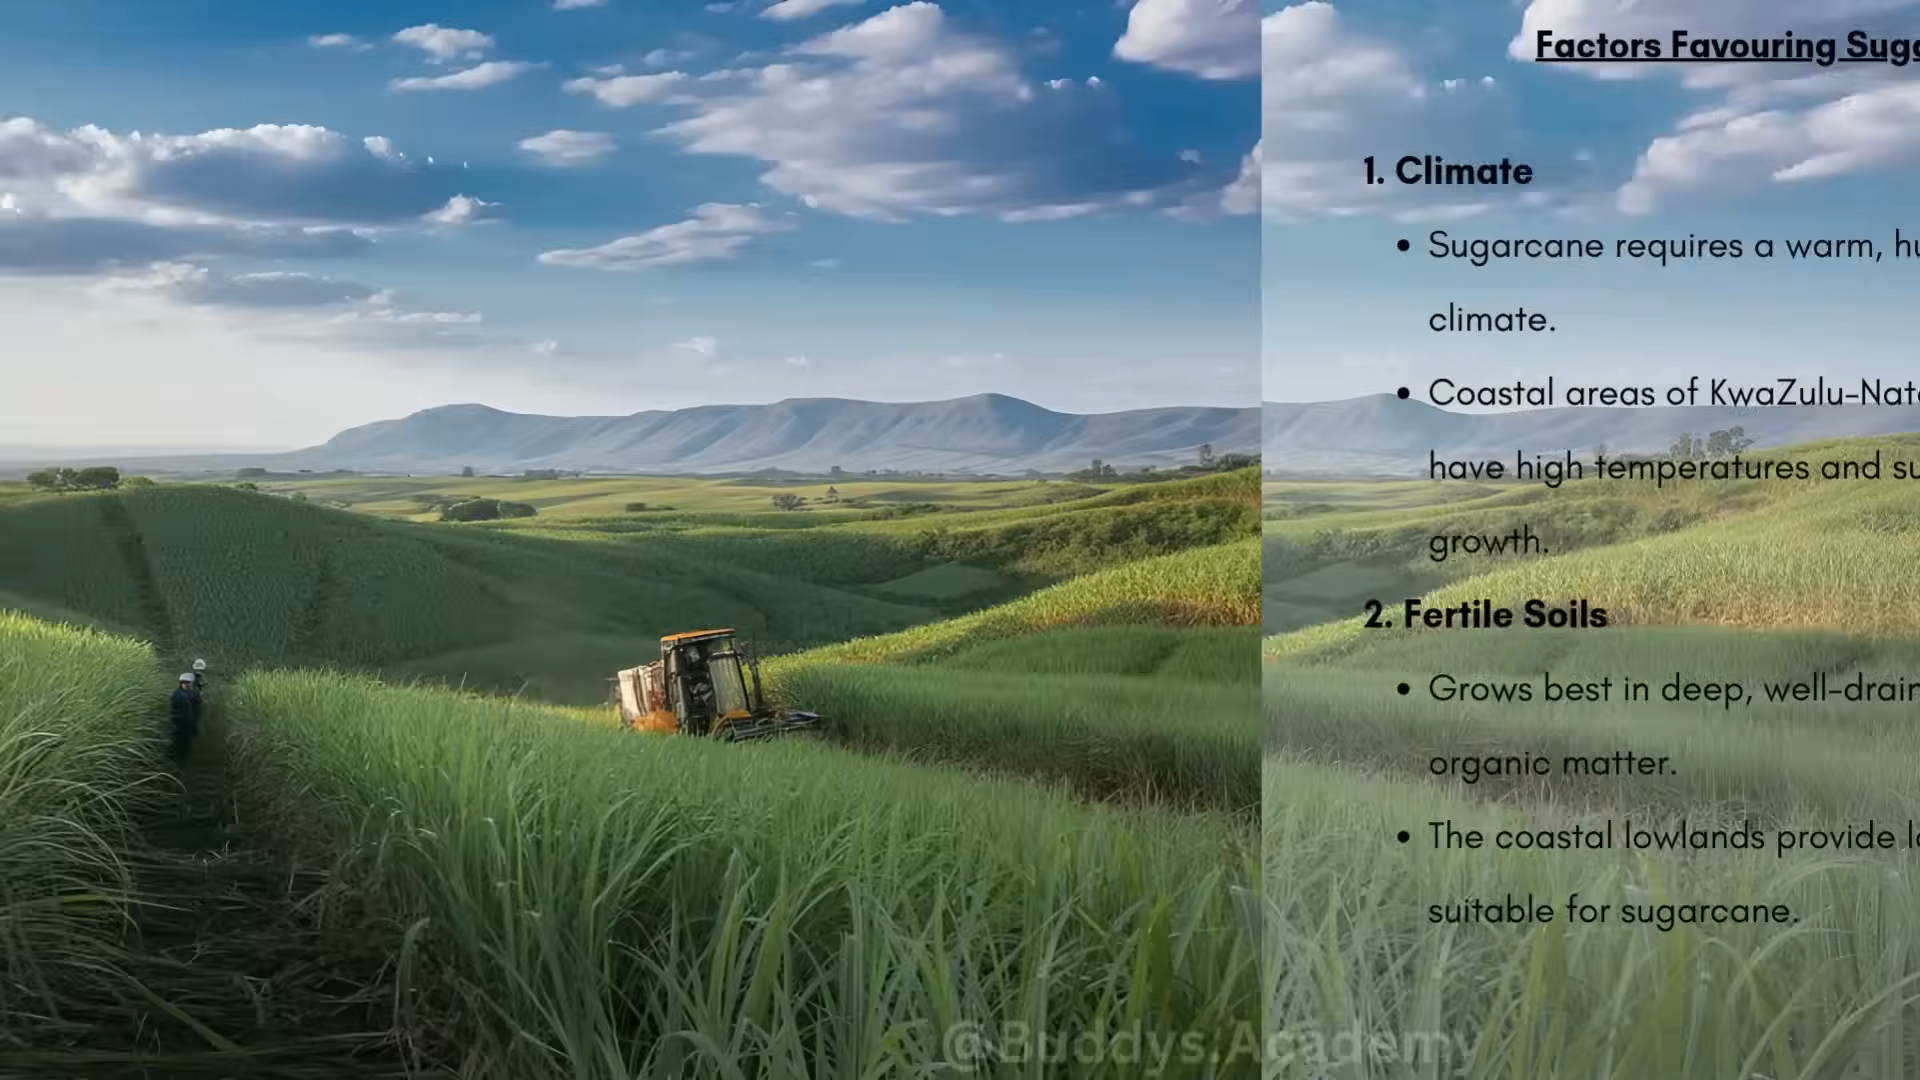 Factors Favouring
1. Climate
• Sugarcane requires a warm,
climate.
• Coastal areas of
have high temperatures and
growth.
2. Fertile Soils
• Grows best in deep,
organic matter.
• The coastal lowlands provide
suitable for sugarcane.
@Buddys.Academy